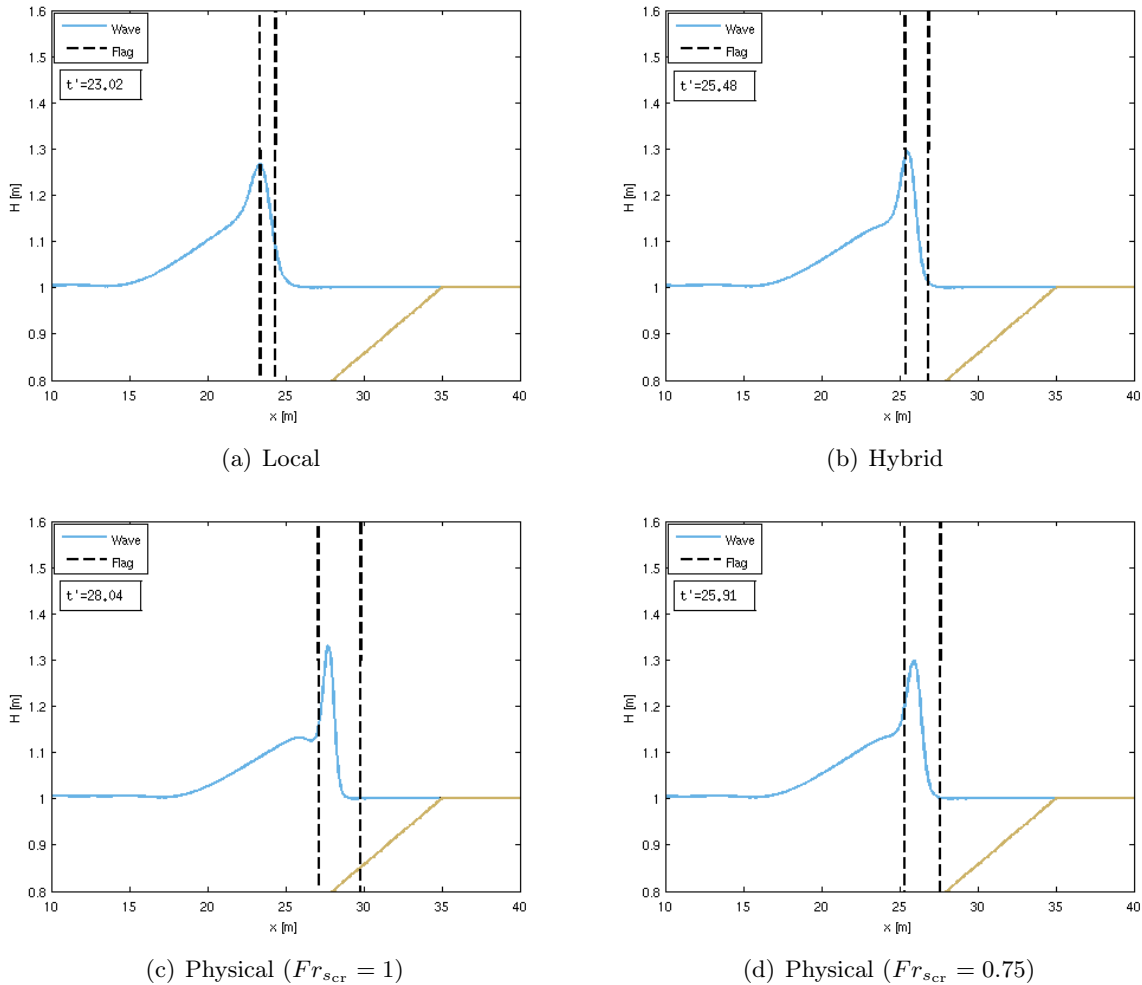 1.6
1.5
1.4
1.3
1.2
1.1
1
0.9
0.8
H [m]
Wave
Flag
t'=23.02
10 15 20 25 30 35 40
x [m]
(a) Local
1.6
1.5
1.4
1.3
1.2
1.1
1
0.9
0.8
H [m]
Wave
Flag
t'=25.48
10 15 20 25 30 35 40
x [m]
(b) Hybrid
1.6
1.5
1.4
1.3
1.2
1.1
1
0.9
0.8
H [m]
Wave
Flag
t'=28.04
10 15 20 25 30 35 40
x [m]
(c) Physical (Fr_{s_{cr}} = 1)
1.6
1.5
1.4
1.3
1.2
1.1
1
0.9
0.8
H [m]
Wave
Flag
t'=25.91
10 15 20 25 30 35 40
x [m]
(d) Physical (Fr_{s_{cr}} = 0.75)